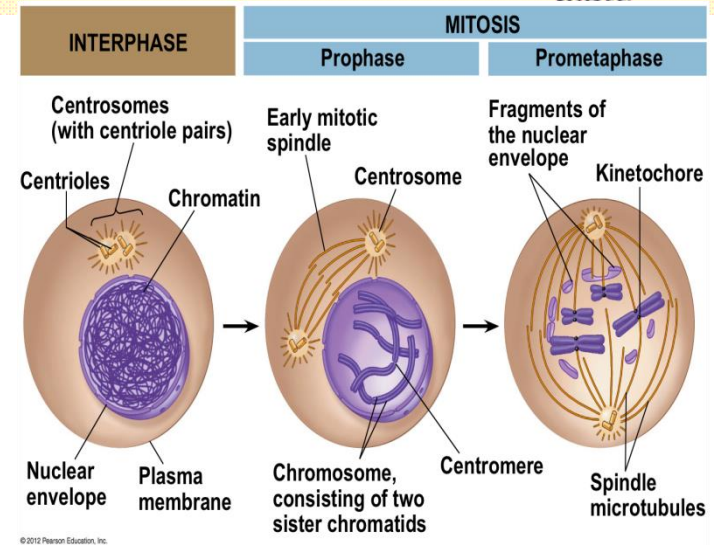 INTERPHASE
MITOSIS
Prophase
Prometaphase
Centrosomes
(with centriole pairs)
Centrioles
Chromatin
Nuclear
envelope
Plasma
membrane
Early mitotic
spindle
Centrosome
Chromosome,
consisting of two
sister chromatids
Centromere
Fragments of
the nuclear
envelope
Kinetochore
Spindle
microtubules
© 2012 Pearson Education, Inc.